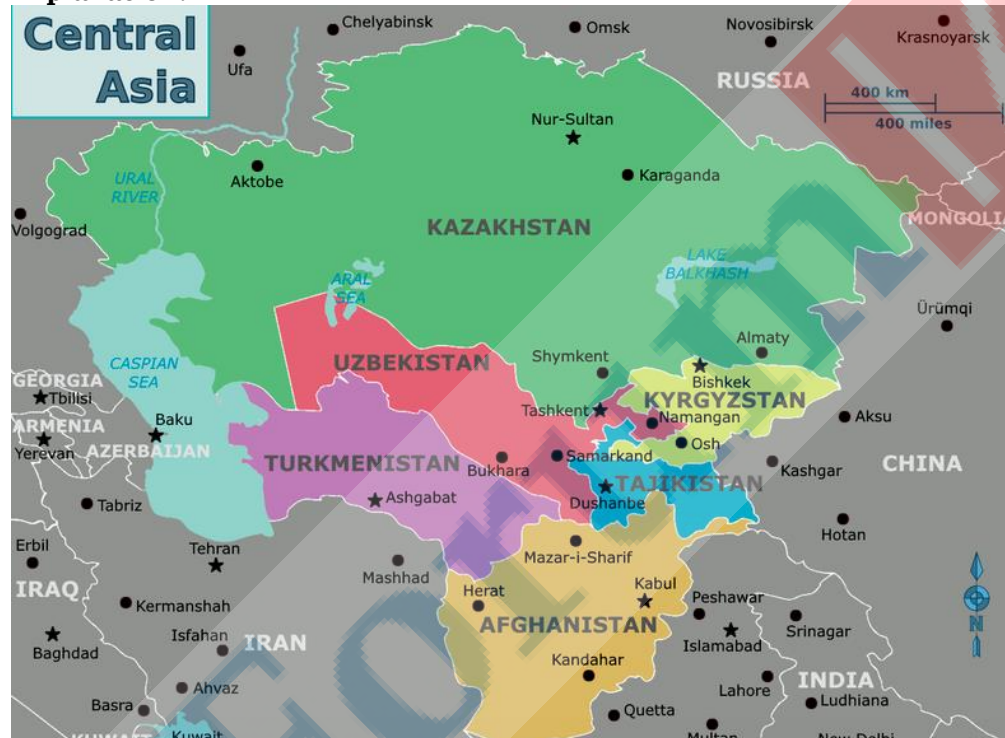 Central
Asia
Chelyabinsk
Omsk
Novosibirsk
Krasnoyarsk
Ufa
RUSSIA
400 km
400 miles
Nur-Sultan
Aktobe
Karaganda
URAL
RIVER
Volgograd
KAZAKHSTAN
MONGOLIA
ARAL
SEA
LAKE
BALKHASH
Ürümqi
CASPIAN
SEA
UZBEKISTAN
Shymkent
Almaty
Bishkek
GEORGIA
Tbilisi
KYRGYZSTAN
Tashkent
Namangan
Aksu
ARMENIA
Baku
Yerevan
AZERBAIJAN
Osh
TURKMENISTAN
Bukhara
Samarkand
Kashgar
CHINA
TAJIKISTAN
Tabriz
Ashgabat
Dushanbe
Hotan
Erbil
Tehran
Mashhad
Mazar-i-Sharif
IRAQ
Kermanshah
Herat
Kabul
Peshawar
AFGHANISTAN
Srinagar
Islamabad
Baghdad
Isfahan
IRAN
Kandahar
Lahore
INDIA
Ahvaz
Ludhiana
Basra
Quetta
Kuwait